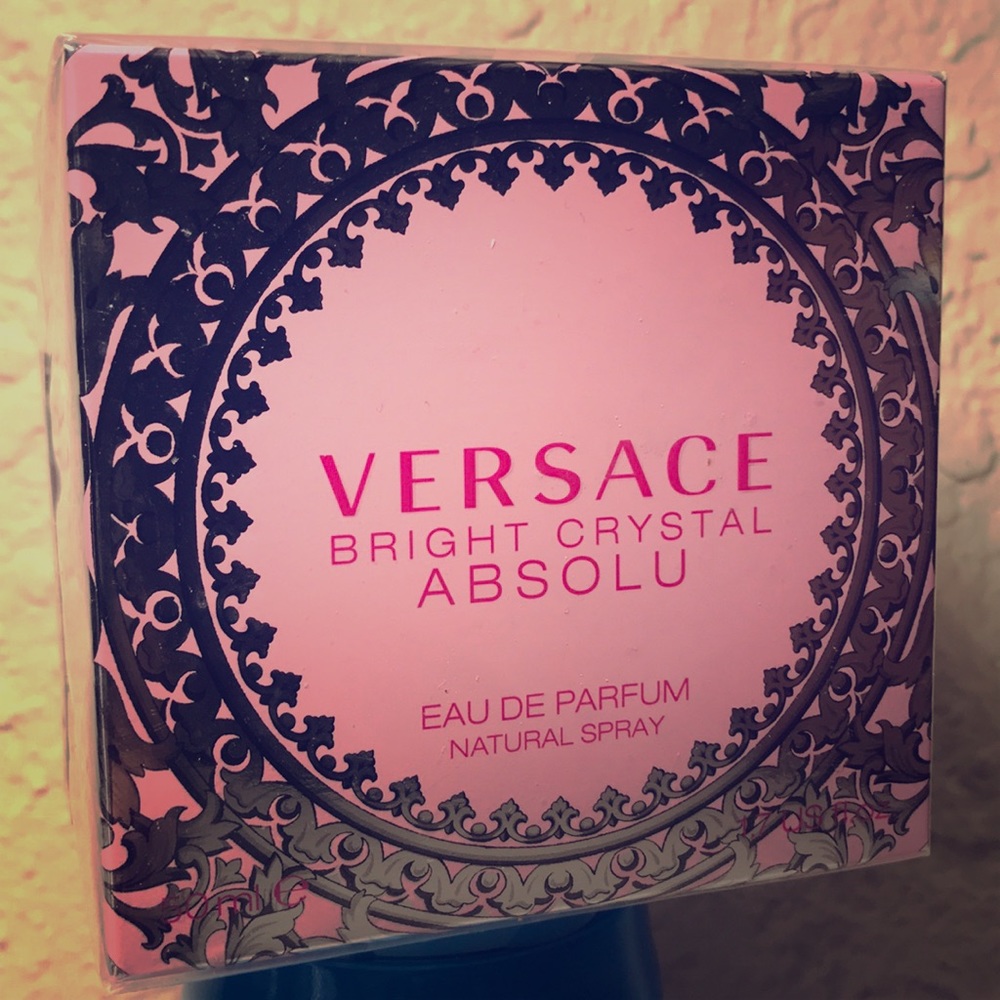 VERSACE
BRIGHT CRYSTAL
ABSOLU
EAU DE PARFUM
NATURAL SPRAY